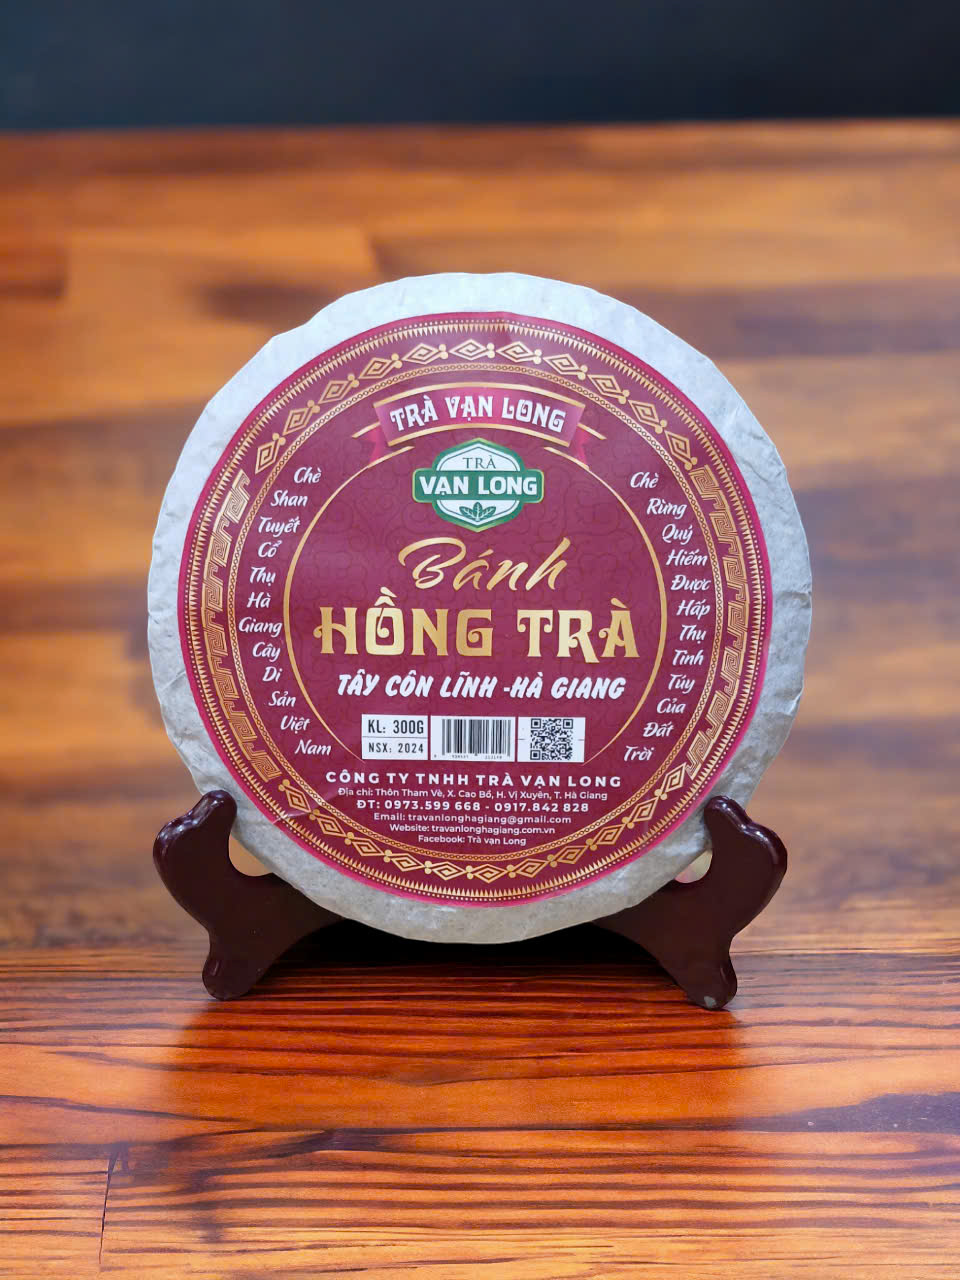 TRÀ VẠN LONG
TRÀ
VẠN LONG
Bánh
HỒNG TRÀ
TÂY CÔN LĨNH -HÀ GIANG
Chè
Shan
Tuyết
Cổ
Thụ
Hà
Giang
Cây
Di
Sản
Việt
Nam
Chè
Rừng
Quý
Hiếm
Được
Hấp
Thụ
Tinh
Túy
Của
Đất
Trời
KL: 300G
NSX: 2024
CÔNG TY TNHH TRÀ VẠN LONG
Địa chỉ: Thôn Tham Vè, X. Cao Bồ, H. Vị Xuyên, T. Hà Giang
ĐT: 0973.599 668 - 0917.842 828
Email: travanlonghagiang@gmail.com
Website: travanlonghagiang.com.vn
Facebook: Trà vạn Long